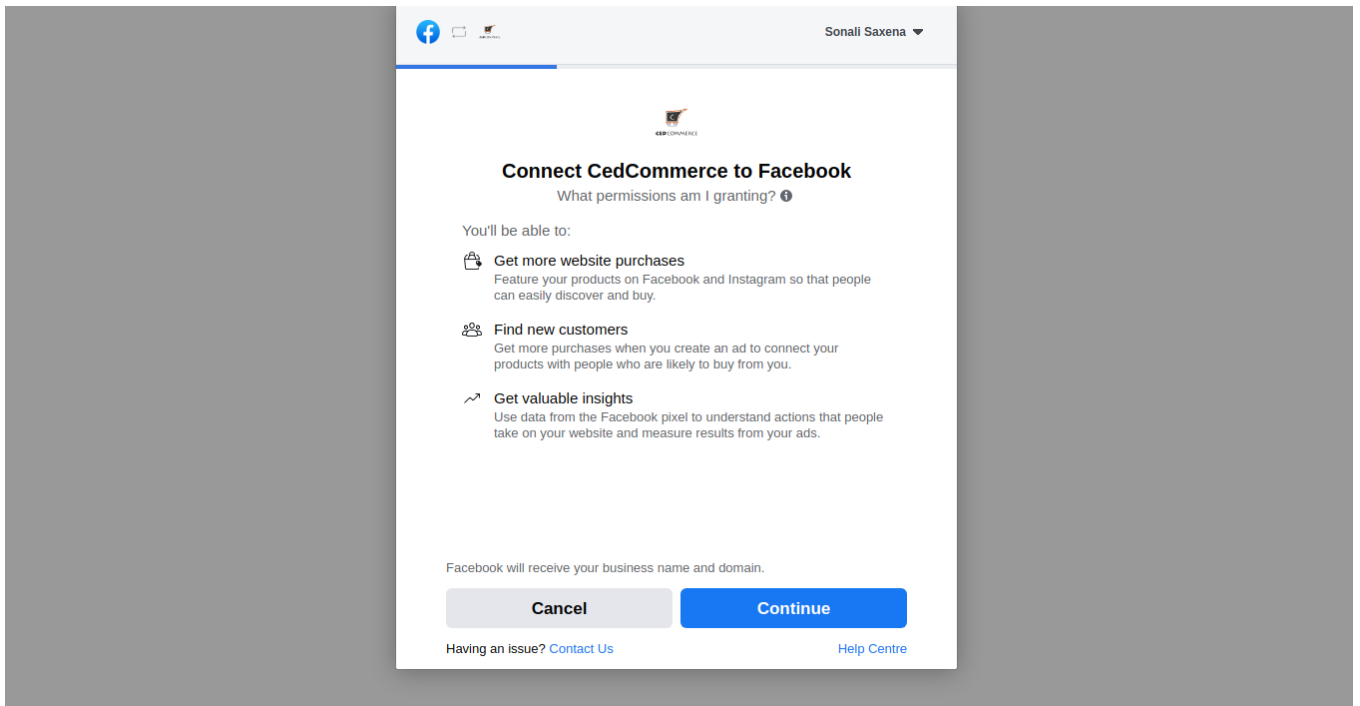 Sonali Saxena
CEDCOMMERCE
Connect CedCommerce to Facebook
What permissions am I granting?
You'll be able to:
Get more website purchases
Feature your products on Facebook and Instagram so that people
can easily discover and buy.
Find new customers
Get more purchases when you create an ad to connect your
products with people who are likely to buy from you.
Get valuable insights
Use data from the Facebook pixel to understand actions that people
take on your website and measure results from your ads.
Facebook will receive your business name and domain.
Cancel
Continue
Having an issue? Contact Us
Help Centre